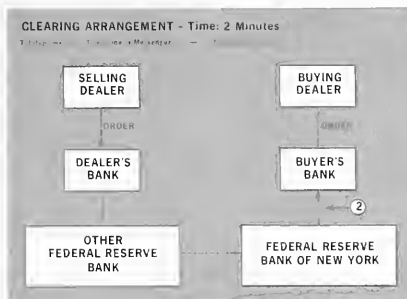 CLEARING ARRANGEMENT - Time: 2 Minutes
SELLING
DEALER
BUYING
DEALER
ORDER
ORDER
DEALER'S
BANK
BUYER'S
BANK
2
OTHER
FEDERAL RESERVE
BANK
FEDERAL RESERVE
BANK OF NEW YORK